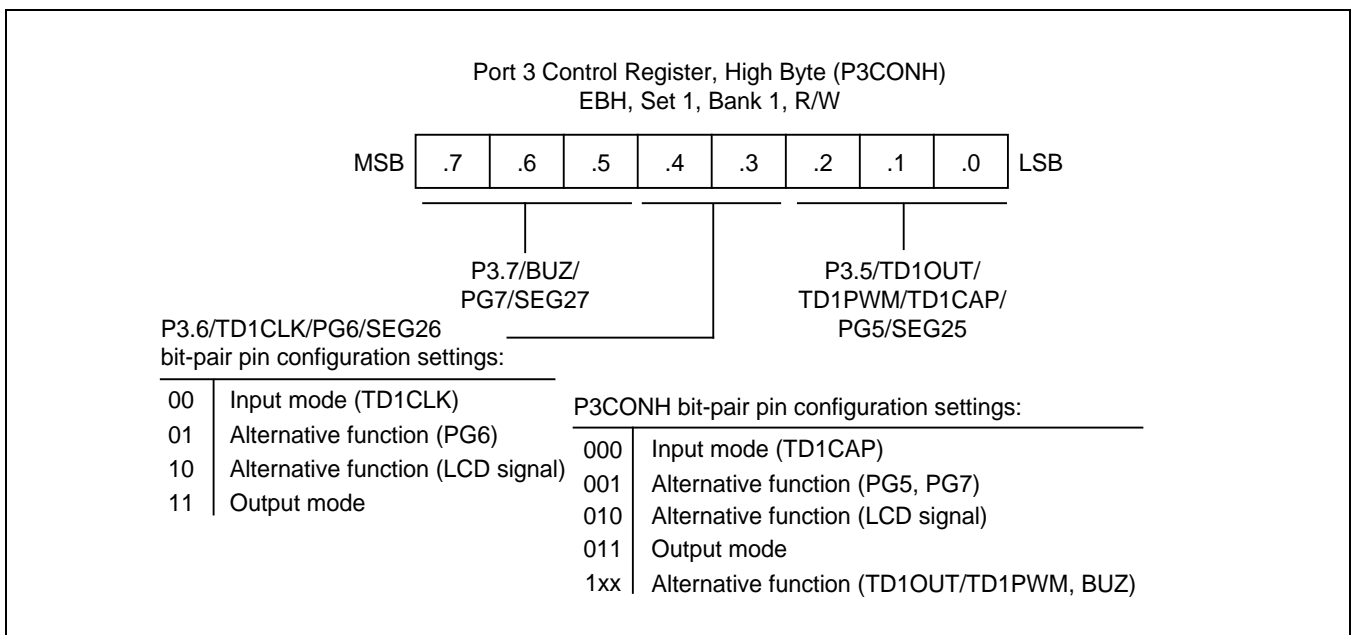 Port 3 Control Register, High Byte (P3CONH)
EBH, Set 1, Bank 1, R/W
MSB .7 .6 .5 .4 .3 .2 .1 .0 LSB
P3.7/BUZ/
PG7/SEG27
P3.5/TD1OUT/
TD1PWM/TD1CAP/
PG5/SEG25
P3.6/TD1CLK/PG6/SEG26
bit-pair pin configuration settings:
00 Input mode (TD1CLK)
01 Alternative function (PG6)
10 Alternative function (LCD signal)
11 Output mode
P3CONH bit-pair pin configuration settings:
000 Input mode (TD1CAP)
001 Alternative function (PG5, PG7)
010 Alternative function (LCD signal)
011 Output mode
1xx Alternative function (TD1OUT/TD1PWM, BUZ)